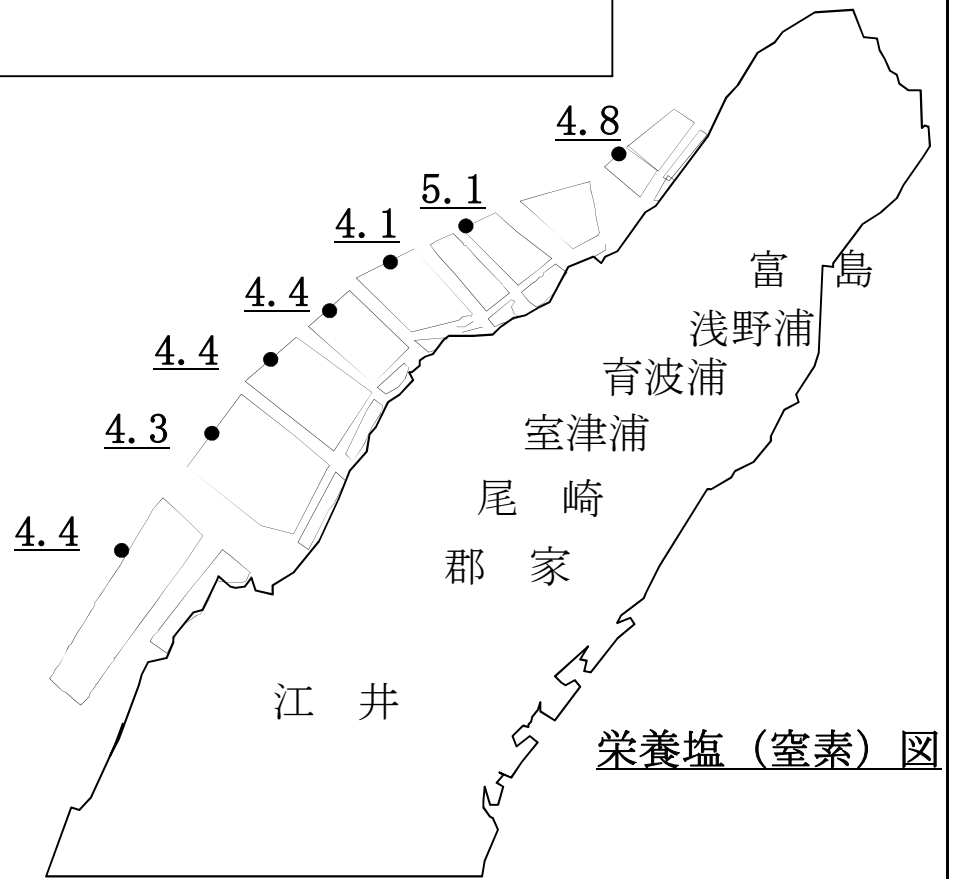 4.8
5.1
4.1
4.4
4.4
4.3
4.4
富　島
浅野浦
育波浦
室津浦
尾　崎
郡　家
江　井
栄養塩（窒素）図